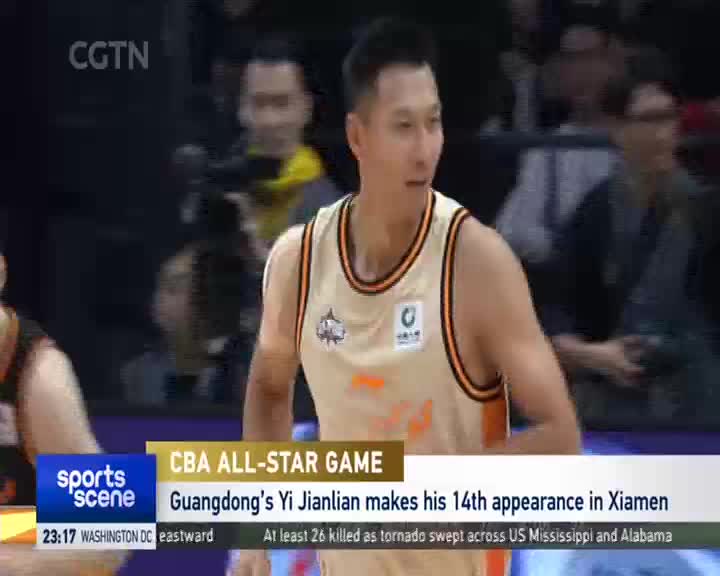 CGTN
CBA ALL-STAR GAME
sports
scene
Guangdong's Yi Jianlian makes his 14th appearance in Xiamen
23:17 WASHINGTON DC
eastward At least 26 killed as tornado swept across US Mississippi and Alabama